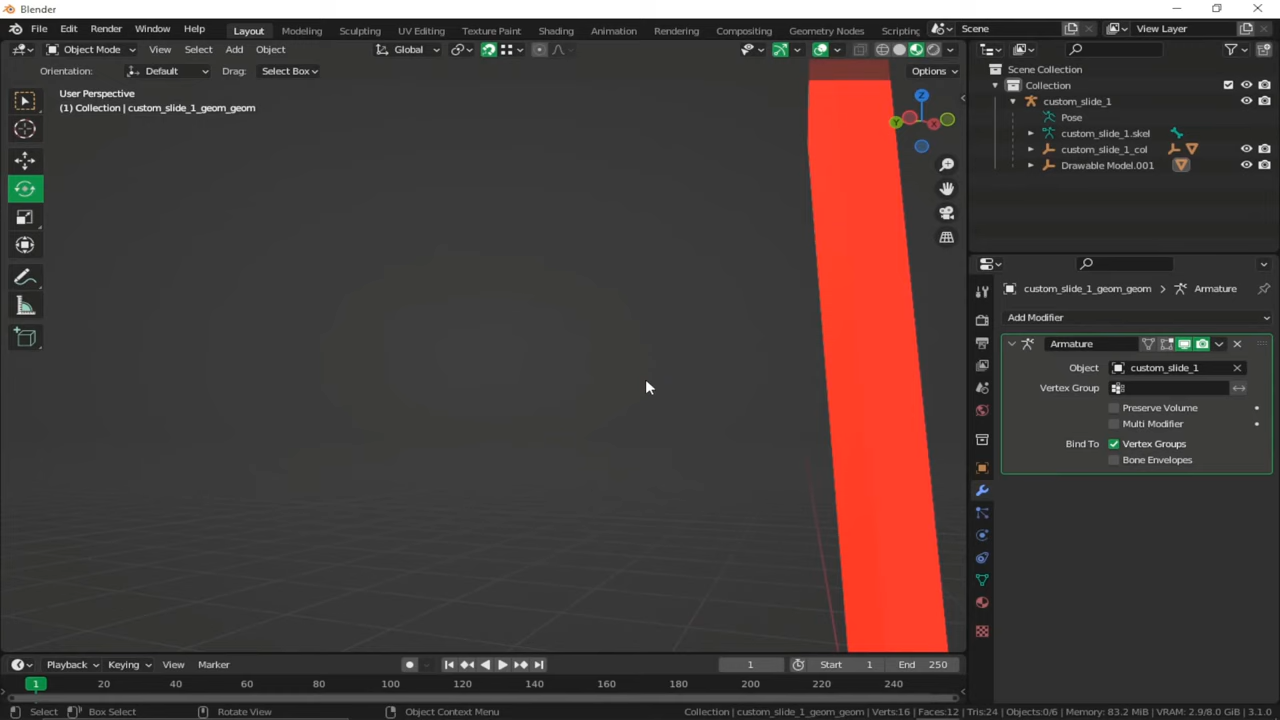 Blender
File Edit Render Window Help Layout Modeling Sculpting UV Editing Texture Paint Shading Animation Rendering Compositing Geometry Nodes Scripting Scene View Layer
Object Mode View Select Add Object Global
Orientation: Default Drag: Select Box Options
User Perspective
(1) Collection | custom_slide_1_geom_geom
Z
Y
X
Scene Collection
Collection
custom_slide_1
Pose
custom_slide_1.skel
custom_slide_1_col
Drawable Model.001
custom_slide_1_geom_geom Armature
Add Modifier
Armature
Object custom_slide_1
Vertex Group
Preserve Volume
Multi Modifier
Bind To Vertex Groups
Bone Envelopes
Playback Keying View Marker 1 Start 1 End 250
1 20 40 60 80 100 120 140 160 180 200 220 240
Select Box Select Rotate View Object Context Menu Collection | custom_slide_1_geom_geom | Verts:16 | Faces:12 | Tris:24 | Objects:0/6 | Memory: 83.2 MiB | VRAM: 2.9/8.0 GiB | 3.1.0